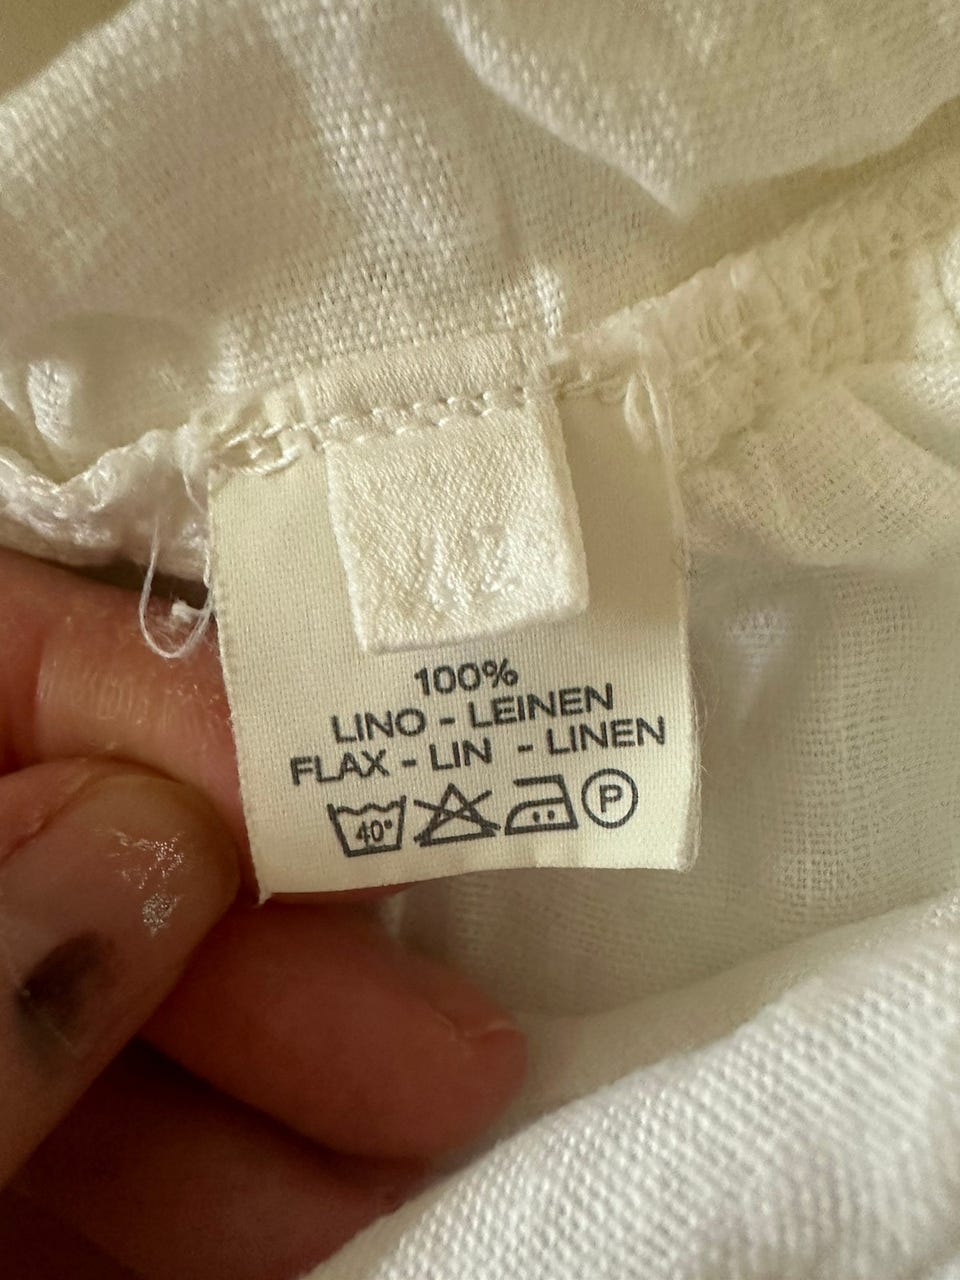 100%
LINO - LEINEN
FLAX - LIN - LINEN
40° P